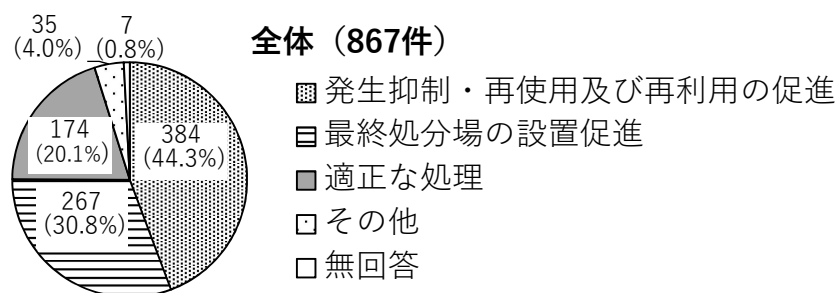 35
(4.0%)
7
(0.8%)
全体（867件）
発生抑制・再使用及び再利用の促進
最終処分場の設置促進
適正な処理
その他
無回答
384
(44.3%)
174
(20.1%)
267
(30.8%)